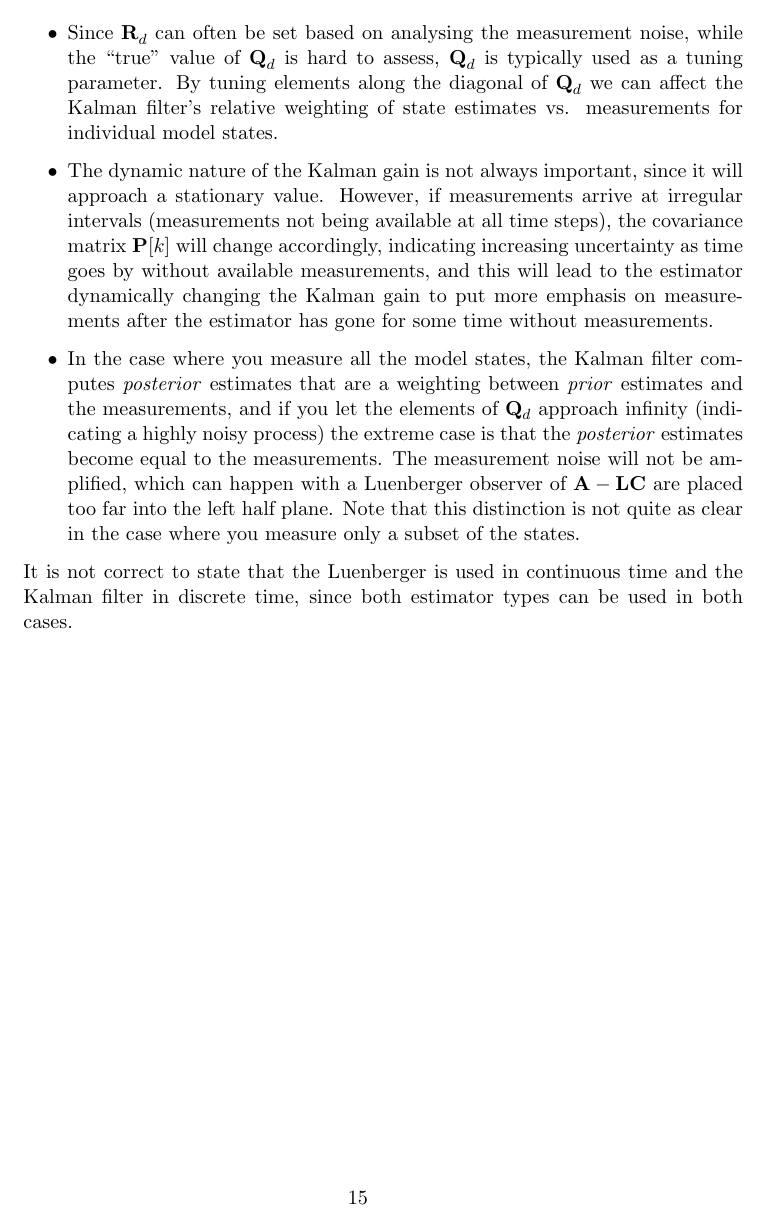 • Since R_d can often be set based on analysing the measurement noise, while
the “true” value of Q_d is hard to assess, Q_d is typically used as a tuning
parameter. By tuning elements along the diagonal of Q_d we can affect the
Kalman filter’s relative weighting of state estimates vs. measurements for
individual model states.
• The dynamic nature of the Kalman gain is not always important, since it will
approach a stationary value. However, if measurements arrive at irregular
intervals (measurements not being available at all time steps), the covariance
matrix P[k] will change accordingly, indicating increasing uncertainty as time
goes by without available measurements, and this will lead to the estimator
dynamically changing the Kalman gain to put more emphasis on measure-
ments after the estimator has gone for some time without measurements.
• In the case where you measure all the model states, the Kalman filter com-
putes posterior estimates that are a weighting between prior estimates and
the measurements, and if you let the elements of Q_d approach infinity (indi-
cating a highly noisy process) the extreme case is that the posterior estimates
become equal to the measurements. The measurement noise will not be am-
plified, which can happen with a Luenberger observer of A − LC are placed
too far into the left half plane. Note that this distinction is not quite as clear
in the case where you measure only a subset of the states.
It is not correct to state that the Luenberger is used in continuous time and the
Kalman filter in discrete time, since both estimator types can be used in both
cases.
15